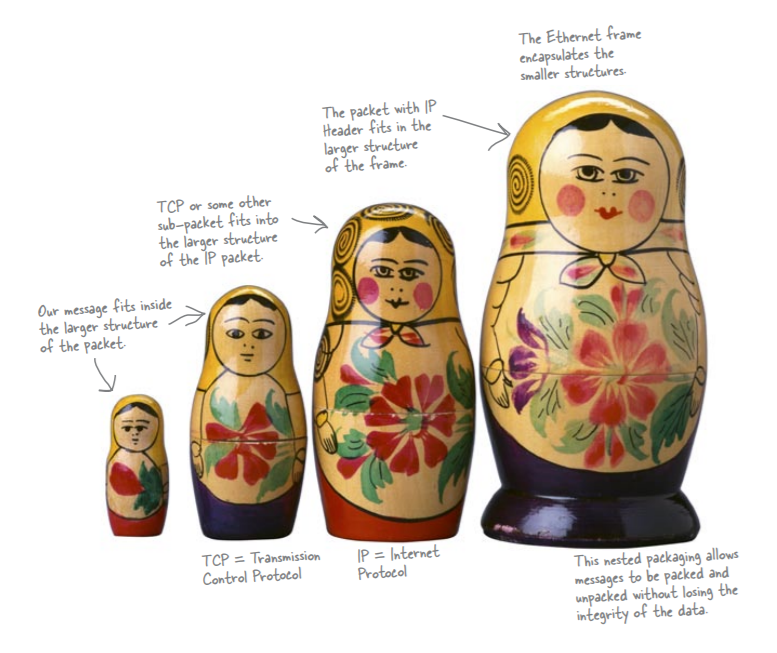 The Ethernet frame
encapsulates the
smaller structures.
The packet with IP
Header fits in the
larger structure
of the frame.
TCP or some other
sub-packet fits into
the larger structure
of the IP packet.
Our message fits inside
the larger structure
of the packet.
TCP = Transmission
Control Protocol
IP = Internet
Protocol
This nested packaging allows
messages to be packed and
unpacked without losing the
integrity of the data.